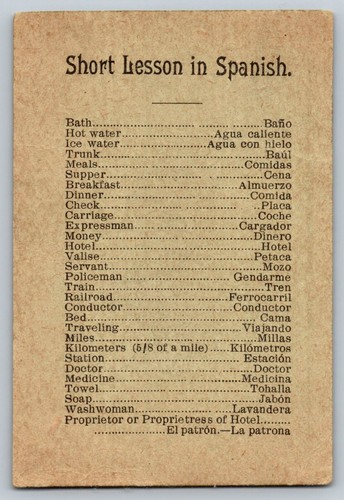 Short Lesson in Spanish.
Bath........................Baño
Hot water..................Agua caliente
Ice water..................Agua con hielo
Trunk........................Baúl
Meals........................Comidas
Supper........................Cena
Breakfast..................Almuerzo
Dinner........................Comida
Check........................Placa
Carriage........................Coche
Expressman..................Cargador
Money........................Dinero
Hotel........................Hotel
Valise........................Petaca
Servant........................Mozo
Policeman..................Gendarme
Train........................Tren
Railroad..................Ferrocarril
Conductor..................Conductor
Bed........................Cama
Traveling..................Viajando
Miles........................Millas
Kilometers (5/8 of a mile).....Kilómetros
Station..................Estación
Doctor........................Doctor
Medicine..................Medicina
Towel........................Tohalla
Soap........................Jabón
Washwoman..................Lavandera
Proprietor or Proprietress of Hotel......
..................El patrón.—La patrona